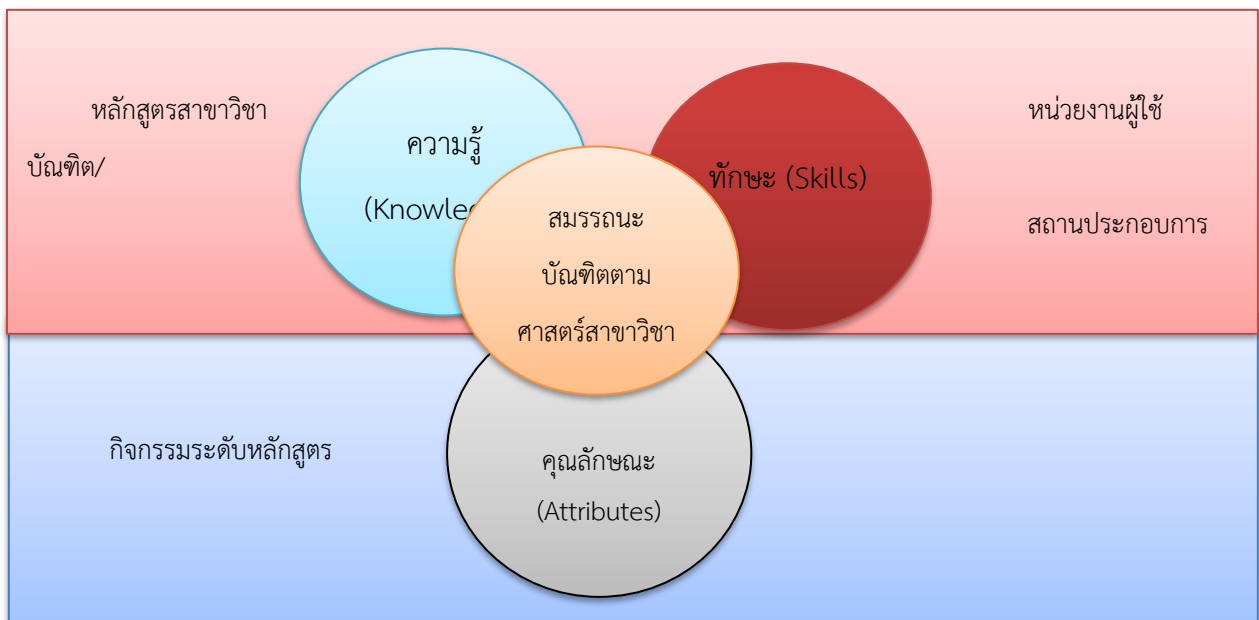 หลักสูตรสาขาวิชา
บัณฑิต/
ความรู้
(Knowle
ทักษะ (Skills)
หน่วยงานผู้ใช้
สถานประกอบการ
สมรรถนะ
บัณฑิตตาม
ศาสตร์สาขาวิชา
กิจกรรมระดับหลักสูตร
คุณลักษณะ
(Attributes)